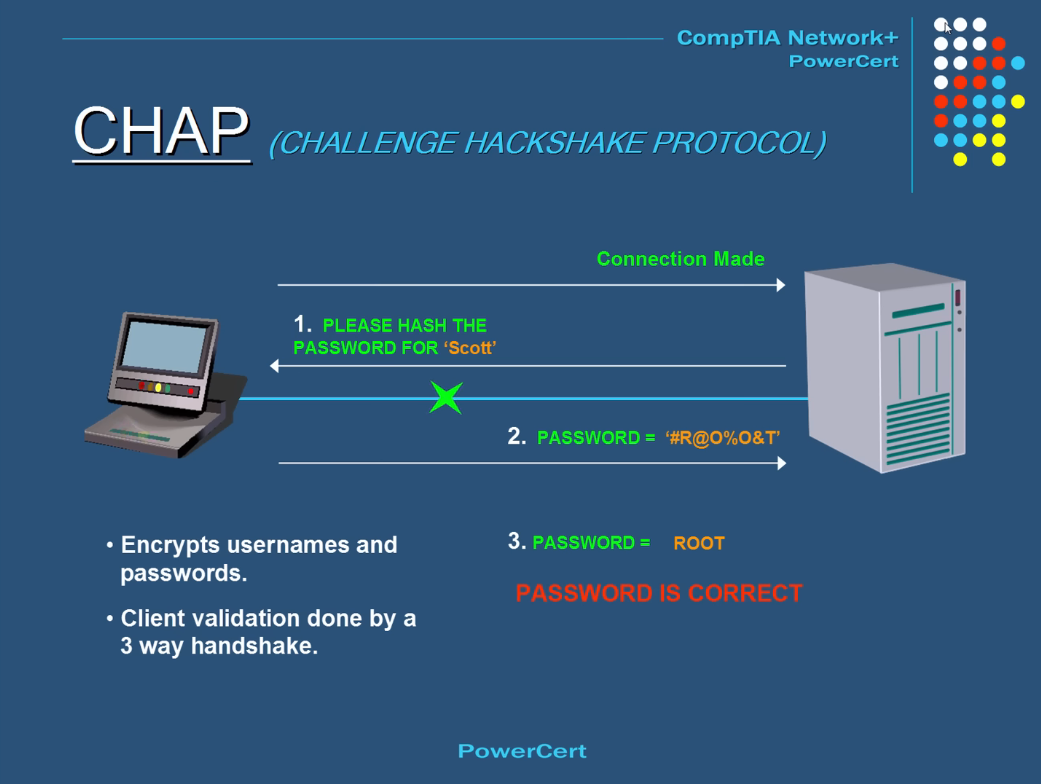 CompTIA Network+
PowerCert
CHAP (CHALLENGE HACKSHAKE PROTOCOL)
Connection Made
1. PLEASE HASH THE
PASSWORD FOR ‘Scott’
2. PASSWORD = ‘#R@O%O&T’
• Encrypts usernames and
passwords.
• Client validation done by a
3 way handshake.
3. PASSWORD = ROOT
PASSWORD IS CORRECT
PowerCert